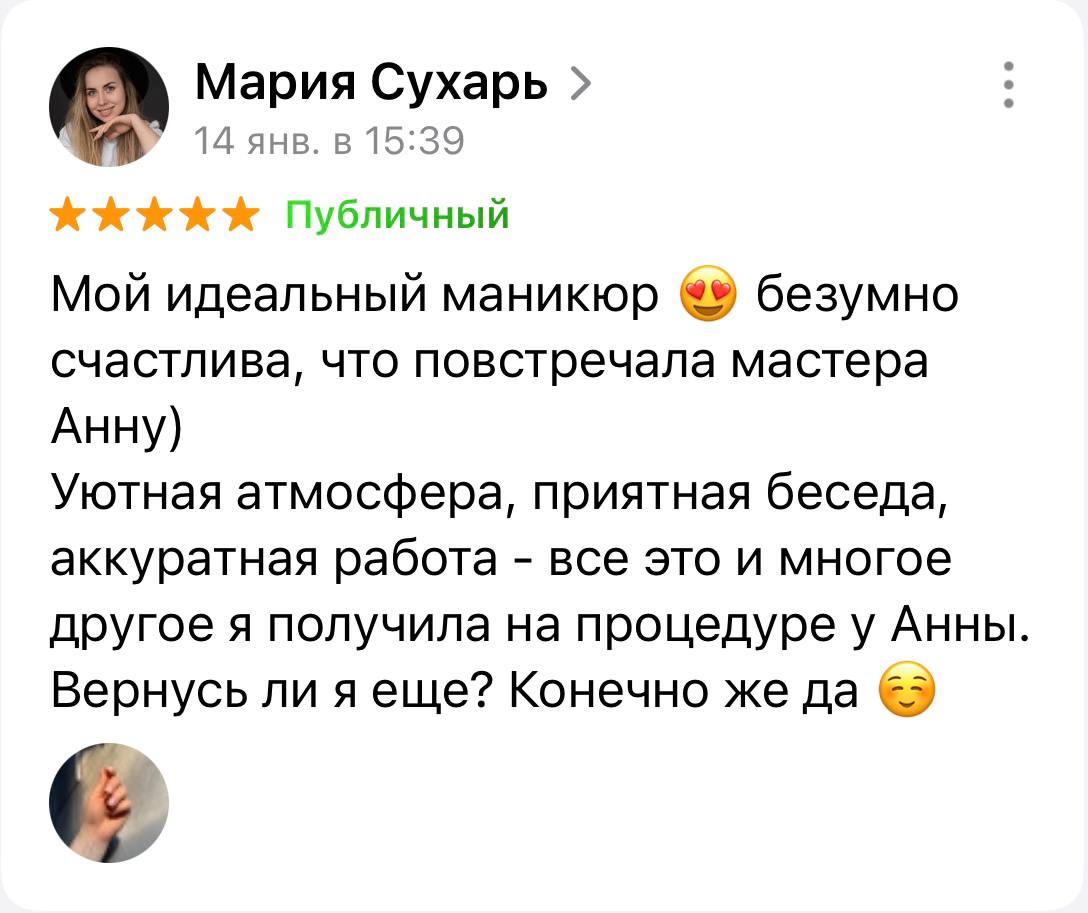 Мария Сухарь
14 янв. в 15:39
Публичный
Мой идеальный маникюр 😍 безумно
счастлива, что повстречала мастера
Анну)
Уютная атмосфера, приятная беседа,
аккуратная работа - все это и многое
другое я получила на процедуре у Анны.
Вернусь ли я еще? Конечно же да ☺️